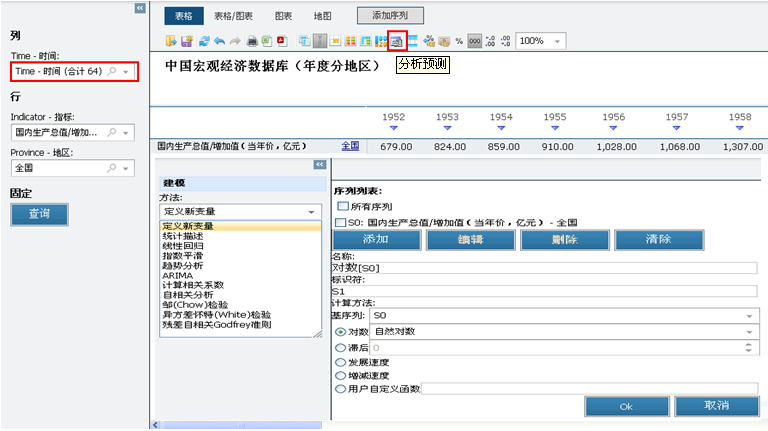 列
Time - 时间:
Time - 时间 (合计 64)
行
Indicator - 指标:
国内生产总值/增加...
Province - 地区:
全国
固定
查询
表格 表格/图表 图表 地图 添加序列
% 000 100%
分析预测
中国宏观经济数据库（年度分地区）
1952 1953 1954 1955 1956 1957 1958
国内生产总值/增加值（当年价，亿元） 全国 679.00 824.00 859.00 910.00 1,028.00 1,068.00 1,307.00
建模
方法:
定义新变量
定义新变量
统计描述
线性回归
指数平滑
趋势分析
ARIMA
计算相关系数
自相关分析
邹(Chow)检验
异方差怀特(White)检验
残差自相关Godfrey准则
序列列表:
所有序列
S0: 国内生产总值/增加值（当年价，亿元） - 全国
添加 编辑 删除 清除
名称:
对数[S0]
标识符:
S1
计算方法:
基序列: S0
对数 自然对数
滞后 0
发展速度
增减速度
用户自定义函数
Ok 取消